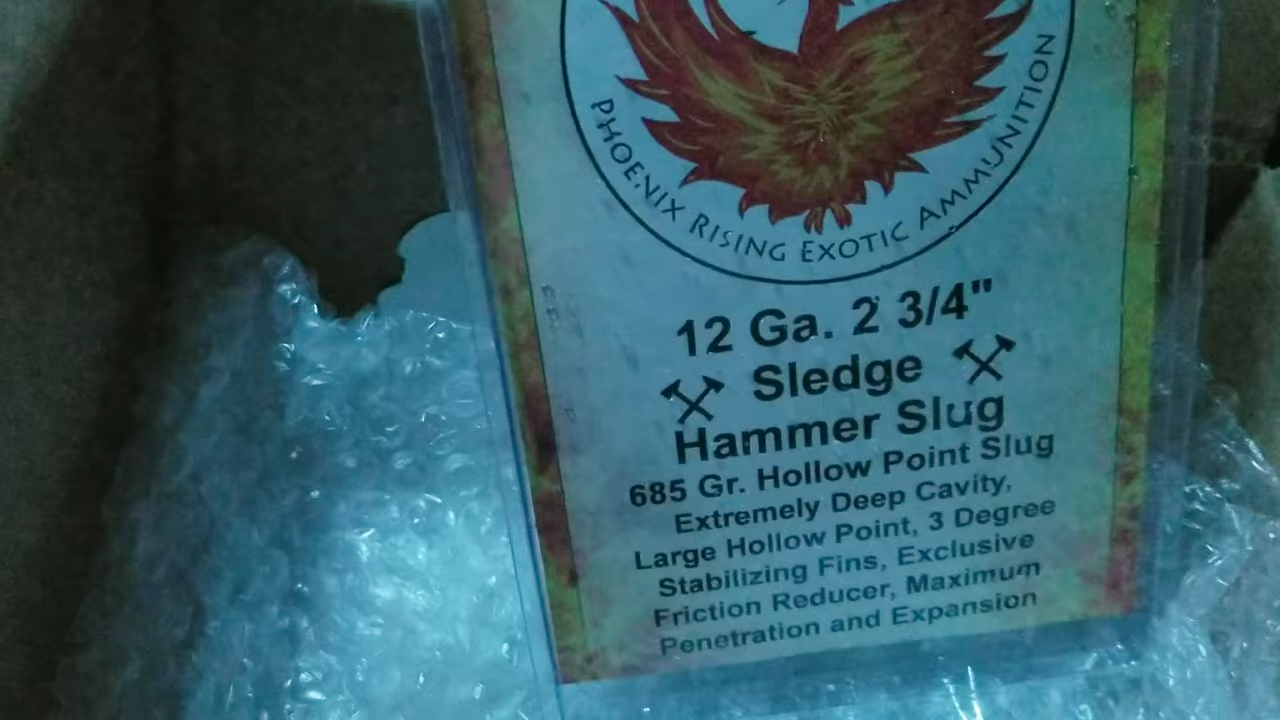 PHOENIX RISING EXOTIC AMMUNITION
12 Ga. 2 3/4"
Sledge
Hammer Slug
685 Gr. Hollow Point Slug
Extremely Deep Cavity,
Large Hollow Point, 3 Degree
Stabilizing Fins, Exclusive
Friction Reducer, Maximum
Penetration and Expansion